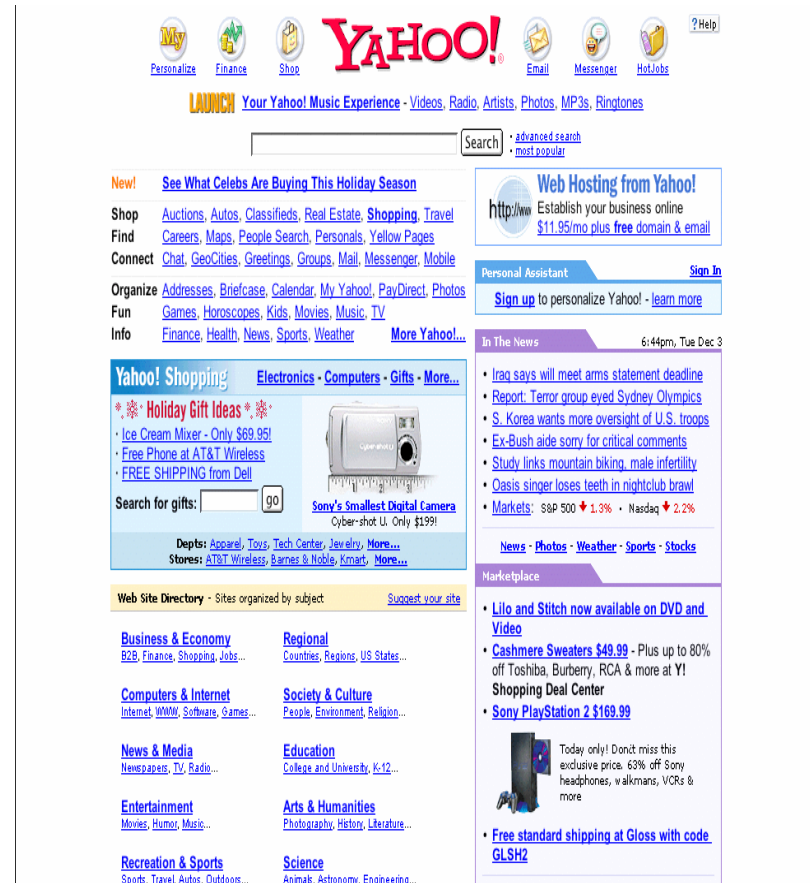 My
YAHOO!
?Help
Personalize Finance Shop Email Messenger HotJobs
LAUNCH Your Yahoo! Music Experience - Videos, Radio, Artists, Photos, MP3s, Ringtones
Search
· advanced search
· most popular
New! See What Celebs Are Buying This Holiday Season
Shop Auctions, Autos, Classifieds, Real Estate, Shopping, Travel
Find Careers, Maps, People Search, Personals, Yellow Pages
Connect Chat, GeoCities, Greetings, Groups, Mail, Messenger, Mobile
Organize Addresses, Briefcase, Calendar, My Yahoo!, PayDirect, Photos
Fun Games, Horoscopes, Kids, Movies, Music, TV
Info Finance, Health, News, Sports, Weather More Yahoo!...
Yahoo! Shopping Electronics - Computers - Gifts - More...
Holiday Gift Ideas
· Ice Cream Mixer - Only $69.95!
· Free Phone at AT&T Wireless
· FREE SHIPPING from Dell
Search for gifts: go
Cyber-shot U
1 2 3
Sony's Smallest Digital Camera
Cyber-shot U. Only $199!
Depts: Apparel, Toys, Tech Center, Jewelry, More...
Stores: AT&T Wireless, Barnes & Noble, Kmart, More...
Web Site Directory - Sites organized by subject Suggest your site
Business & Economy
B2B, Finance, Shopping, Jobs...
Regional
Countries, Regions, US States...
Computers & Internet
Internet, WWW, Software, Games...
Society & Culture
People, Environment, Religion...
News & Media
Newspapers, TV, Radio...
Education
College and University, K-12...
Entertainment
Movies, Humor, Music...
Arts & Humanities
Photography, History, Literature...
Recreation & Sports
Sports, Travel, Autos, Outdoors...
Science
Animals, Astronomy, Engineering...
http://www
Web Hosting from Yahoo!
Establish your business online
$11.95/mo plus free domain & email
Personal Assistant Sign In
Sign up to personalize Yahoo! - learn more
In The News 6:44pm, Tue Dec 3
• Iraq says will meet arms statement deadline
• Report: Terror group eyed Sydney Olympics
• S. Korea wants more oversight of U.S. troops
• Ex-Bush aide sorry for critical comments
• Study links mountain biking, male infertility
• Oasis singer loses teeth in nightclub brawl
• Markets: S&P 500 1.3% · Nasdaq 2.2%
News - Photos - Weather - Sports - Stocks
Marketplace
• Lilo and Stitch now available on DVD and
Video
• Cashmere Sweaters $49.99 - Plus up to 80%
off Toshiba, Burberry, RCA & more at Y!
Shopping Deal Center
• Sony PlayStation 2 $169.99
Today only! Don't miss this
exclusive price. 63% off Sony
headphones, walkmans, VCRs &
more
• Free standard shipping at Gloss with code
GLSH2